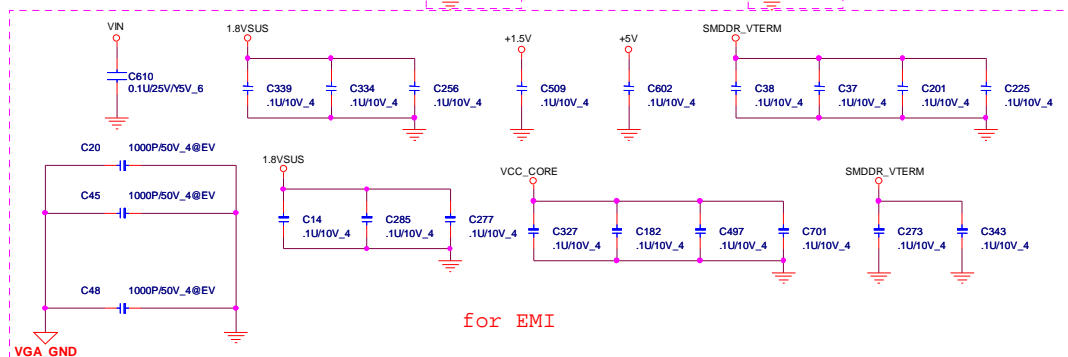 VIN
C610
0.1U/25V/Y5V_6
1.8VSUS
C339
.1U/10V_4
C334
.1U/10V_4
C256
.1U/10V_4
+1.5V
C509
.1U/10V_4
+5V
C602
.1U/10V_4
SMDDR_VTERM
C38
.1U/10V_4
C37
.1U/10V_4
C201
.1U/10V_4
C225
.1U/10V_4
C20 1000P/50V_4@EV
C45 1000P/50V_4@EV
C48 1000P/50V_4@EV
VGA GND
1.8VSUS
C14
.1U/10V_4
C285
.1U/10V_4
C277
.1U/10V_4
VCC_CORE
C327
.1U/10V_4
C182
.1U/10V_4
C497
.1U/10V_4
C701
.1U/10V_4
SMDDR_VTERM
C273
.1U/10V_4
C343
.1U/10V_4
for EMI